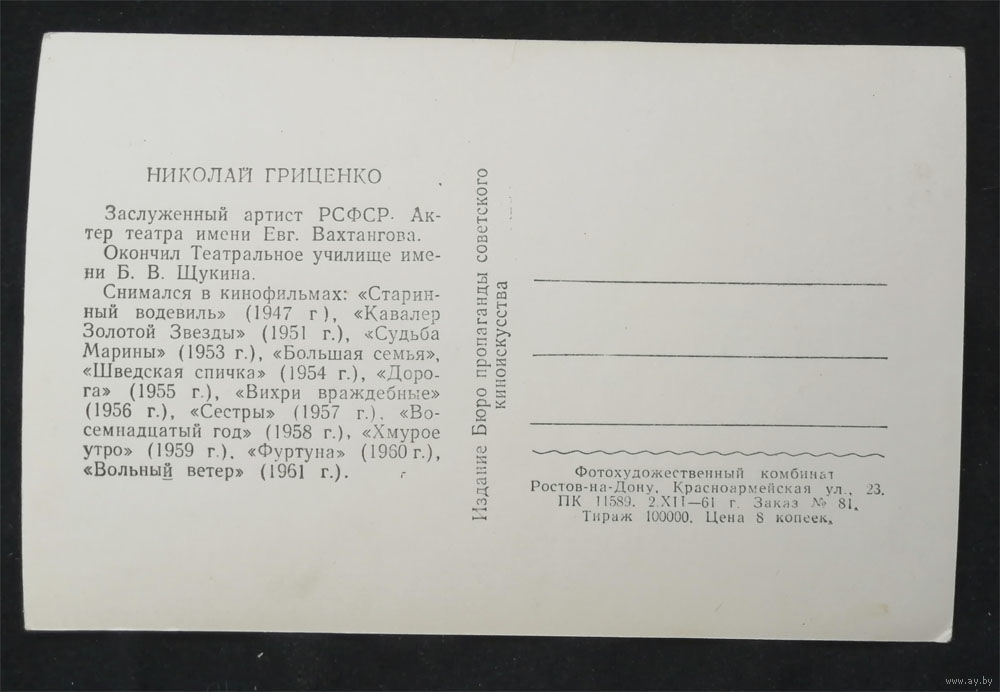 НИКОЛАЙ ГРИЦЕНКО
Заслуженный артист РСФСР. Ак-
тер театра имени Евг. Вахтангова.
Окончил Театральное училище име-
ни Б. В. Щукина.
Снимался в кинофильмах: «Старин-
ный водевиль» (1947 г), «Кавалер
Золотой Звезды» (1951 г.), «Судьба
Марины» (1953 г.), «Большая семья»,
«Шведская спичка» (1954 г.), «Доро-
га» (1955 г.), «Вихри враждебные»
(1956 г.), «Сестры» (1957 г.), «Во-
семнадцатый год» (1958 г.), «Хмурое
утро» (1959 г.), «Фуртуна» (1960 г.),
«Вольный ветер» (1961 г.).
Издание Бюро пропаганды советского
киноискусства
Фотохудожественный комбинат
Ростов-на-Дону, Красноармейская ул., 23.
ПК 11589. 2.XII—61 г. Заказ № 81.
Тираж 100000. Цена 8 копеек.
www.ay.by